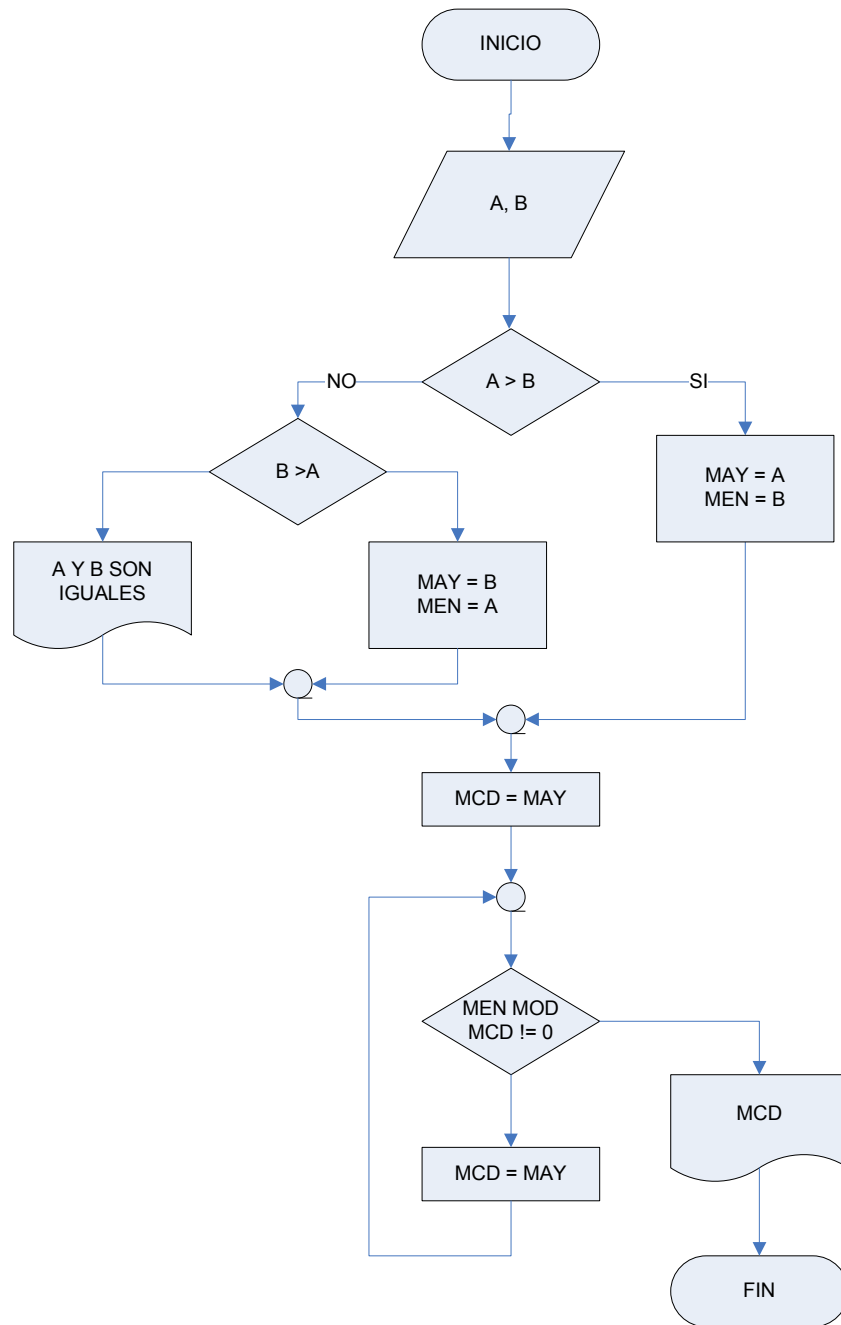 INICIO
A, B
A > B
NO
SI
B >A
MAY = A
MEN = B
A Y B SON
IGUALES
MAY = B
MEN = A
MCD = MAY
MEN MOD
MCD != 0
MCD
MCD = MAY
FIN